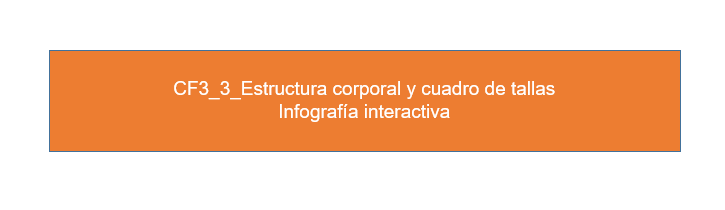 CF3_3_Estructura corporal y cuadro de tallas
Infografía interactiva